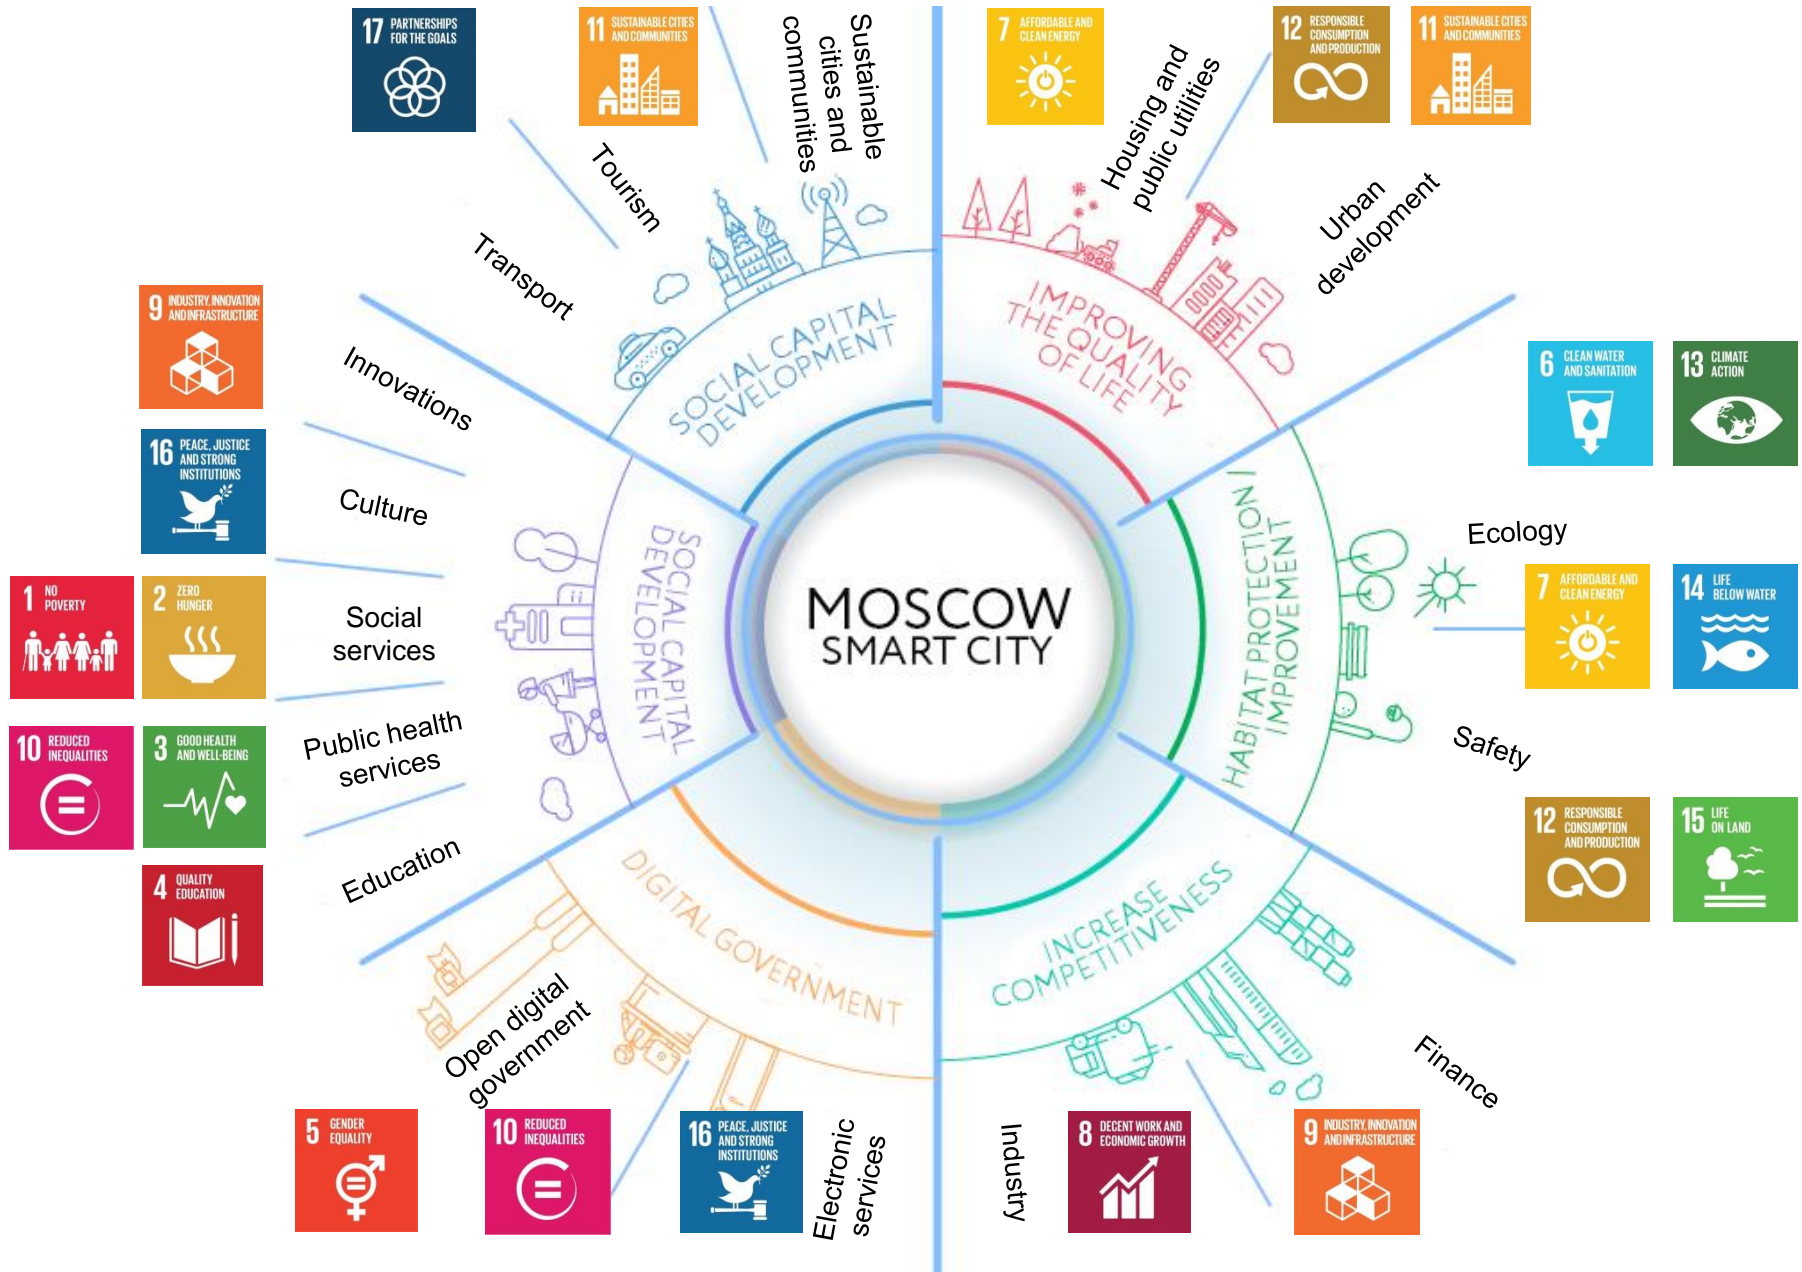 17 PARTNERSHIPS
FOR THE GOALS
11 SUSTAINABLE CITIES
AND COMMUNITIES
Sustainable
cities and
communities
7 AFFORDABLE AND
CLEAN ENERGY
Housing and
public utilities
12 RESPONSIBLE
CONSUMPTION
AND PRODUCTION
11 SUSTAINABLE CITIES
AND COMMUNITIES
Tourism
Transport
Urban
development
SOCIAL CAPITAL
DEVELOPMENT
IMPROVING
THE QUALITY
OF LIFE
9 INDUSTRY, INNOVATION
AND INFRASTRUCTURE
Innovations
16 PEACE, JUSTICE
AND STRONG
INSTITUTIONS
Culture
1 NO
POVERTY
2 ZERO
HUNGER
Social
services
10 REDUCED
INEQUALITIES
3 GOOD HEALTH
AND WELL-BEING
Public health
services
4 QUALITY
EDUCATION
Education
SOCIAL CAPITAL
DEVELOPMENT
MOSCOW
SMART CITY
HABITAT PROTECTION |
IMPROVEMENT
6 CLEAN WATER
AND SANITATION
13 CLIMATE
ACTION
Ecology
7 AFFORDABLE AND
CLEAN ENERGY
14 LIFE
BELOW WATER
Safety
12 RESPONSIBLE
CONSUMPTION
AND PRODUCTION
15 LIFE
ON LAND
DIGITAL GOVERNMENT
INCREASE
COMPETITIVENESS
Open digital
government
Finance
5 GENDER
EQUALITY
10 REDUCED
INEQUALITIES
16 PEACE, JUSTICE
AND STRONG
INSTITUTIONS
Electronic
services
Industry
8 DECENT WORK AND
ECONOMIC GROWTH
9 INDUSTRY, INNOVATION
AND INFRASTRUCTURE